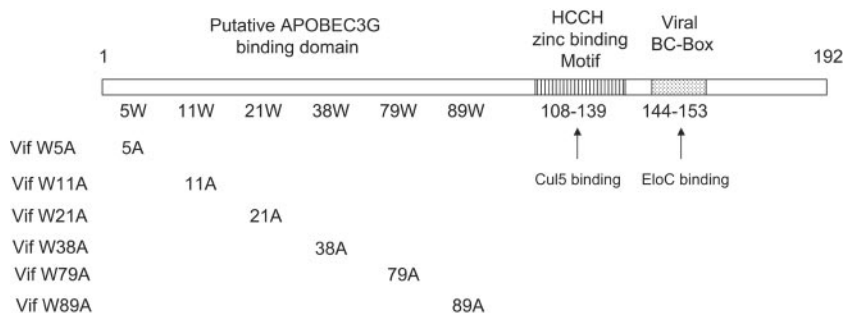 Putative APOBEC3G
binding domain
HCCH
zinc binding
Motif
Viral
BC-Box
1
192
5W 11W 21W 38W 79W 89W 108-139 144-153
Cul5 binding EloC binding
Vif W5A 5A
Vif W11A 11A
Vif W21A 21A
Vif W38A 38A
Vif W79A 79A
Vif W89A 89A